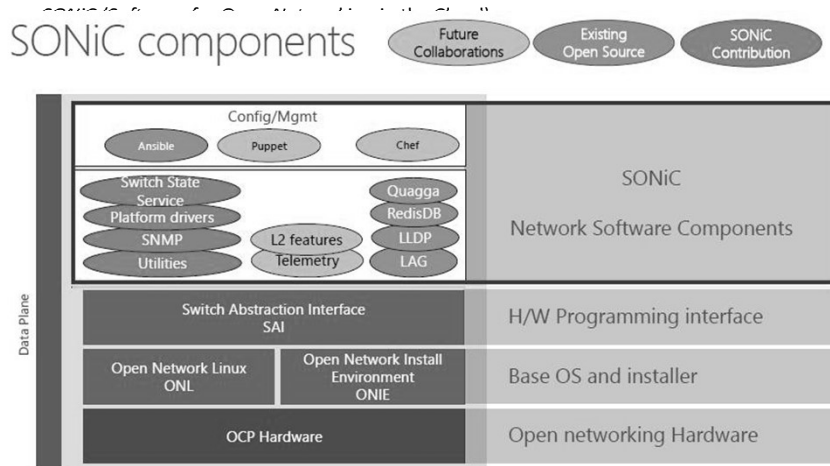 SONiC components
Future
Collaborations
Existing
Open Source
SONiC
Contribution
Config/Mgmt
Ansible
Puppet
Chef
Switch State
Service
Platform drivers
SNMP
Utilities
L2 features
Telemetry
Quagga
RedisDB
LLDP
LAG
SONiC
Network Software Components
Data Plane
Switch Abstraction Interface
SAI
H/W Programming interface
Open Network Linux
ONL
Open Network Install
Environment
ONIE
Base OS and installer
OCP Hardware
Open networking Hardware